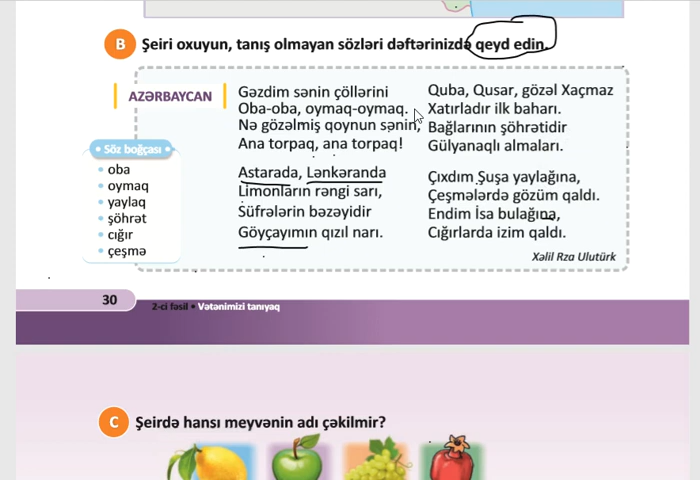 B Şeiri oxuyun, tanış olmayan sözləri dəftərinizdə qeyd edin.
AZƏRBAYCAN
Gəzdim sənin çöllərini
Oba-oba, oymaq-oymaq.
Nə gözəlmiş qoynun sənin,
Ana torpaq, ana torpaq!
Astarada, Lənkəranda
Limonların rəngi sarı,
Süfrələrin bəzəyidir
Göyçayımın qızıl narı.
Quba, Qusar, gözəl Xaçmaz
Xatırladır ilk baharı.
Bağlarının şöhrətidir
Gülyanaqlı almaları.
Çıxdım Şuşa yaylağına,
Çeşmələrdə gözüm qaldı.
Endim İsa bulağına,
Cığırlarda izim qaldı.
Xəlil Rza Ulutürk
• Söz boğçası •
• oba
• oymaq
• yaylaq
• şöhrət
• cığır
• çeşmə
30
2-ci fəsil • Vətənimizi tanıyaq
C Şeirdə hansı meyvənin adı çəkilmir?